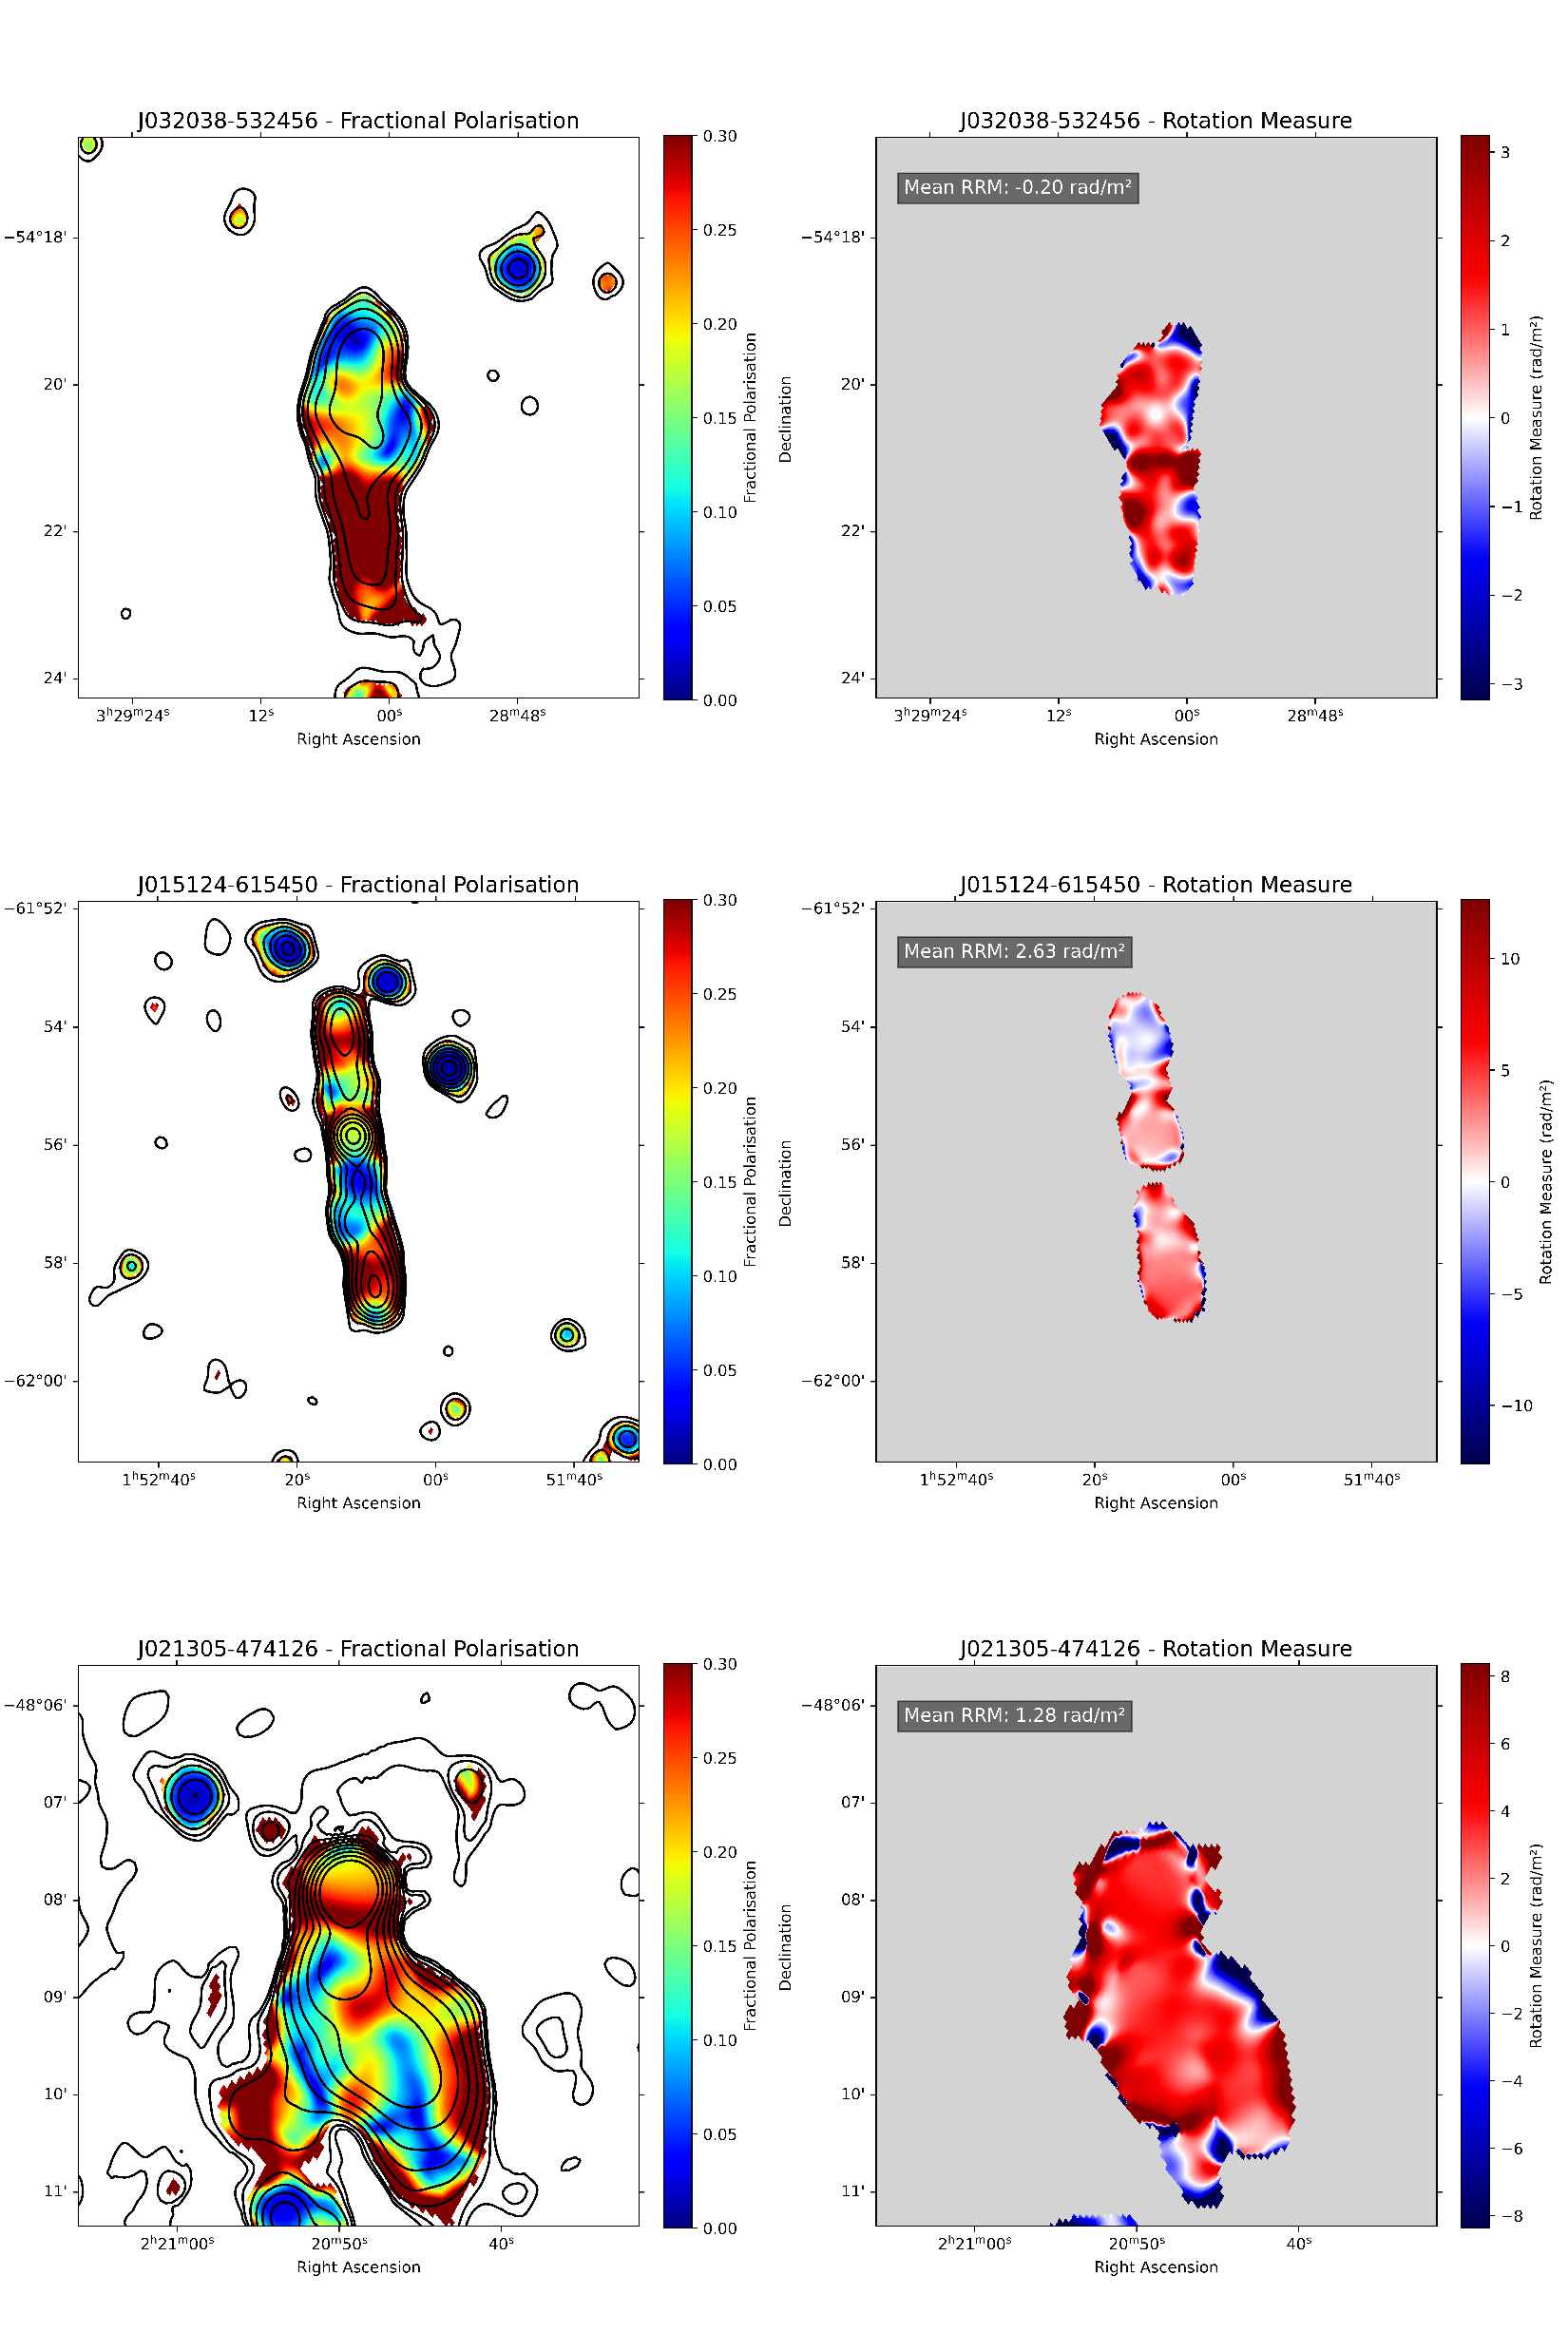 J032038-532456 - Fractional Polarisation
−54°18'
20'
22'
24'
3ʰ29ᵐ24ˢ
12ˢ
00ˢ
28ᵐ48ˢ
Right Ascension
0.30
0.25
0.20
0.15
0.10
0.05
0.00
Fractional Polarisation
J032038-532456 - Rotation Measure
Mean RRM: -0.20 rad/m²
Declination
−54°18'
20'
22'
24'
3ʰ29ᵐ24ˢ
12ˢ
00ˢ
28ᵐ48ˢ
Right Ascension
3
2
1
0
−1
−2
−3
Rotation Measure (rad/m²)
J015124-615450 - Fractional Polarisation
−61°52'
54'
56'
58'
−62°00'
1ʰ52ᵐ40ˢ
20ˢ
00ˢ
51ᵐ40ˢ
Right Ascension
0.30
0.25
0.20
0.15
0.10
0.05
0.00
Fractional Polarisation
J015124-615450 - Rotation Measure
Mean RRM: 2.63 rad/m²
Declination
−61°52'
54'
56'
58'
−62°00'
1ʰ52ᵐ40ˢ
20ˢ
00ˢ
51ᵐ40ˢ
Right Ascension
10
5
0
−5
−10
Rotation Measure (rad/m²)
J021305-474126 - Fractional Polarisation
−48°06'
07'
08'
09'
10'
11'
2ʰ21ᵐ00ˢ
20ᵐ50ˢ
40ˢ
Right Ascension
0.30
0.25
0.20
0.15
0.10
0.05
0.00
Fractional Polarisation
J021305-474126 - Rotation Measure
Mean RRM: 1.28 rad/m²
Declination
−48°06'
07'
08'
09'
10'
11'
2ʰ21ᵐ00ˢ
20ᵐ50ˢ
40ˢ
Right Ascension
8
6
4
2
0
−2
−4
−6
−8
Rotation Measure (rad/m²)